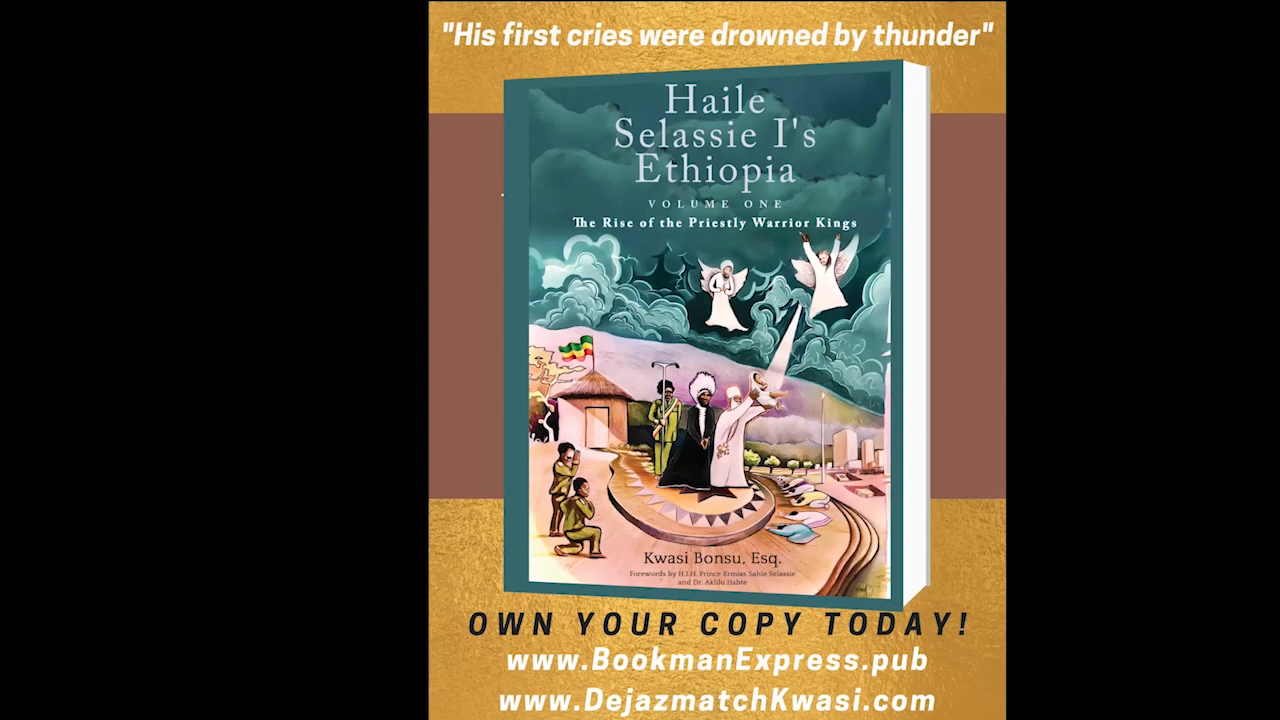 "His first cries were drowned by thunder"
Haile
Selassie I's
Ethiopia
VOLUME ONE
The Rise of the Priestly Warrior Kings
Kwasi Bonsu, Esq.
Forewords by H.I.H. Prince Ermias Sahle Selassie
and Dr. Aklilu Habte
OWN YOUR COPY TODAY!
www.BookmanExpress.pub
www.DejazmatchKwasi.com